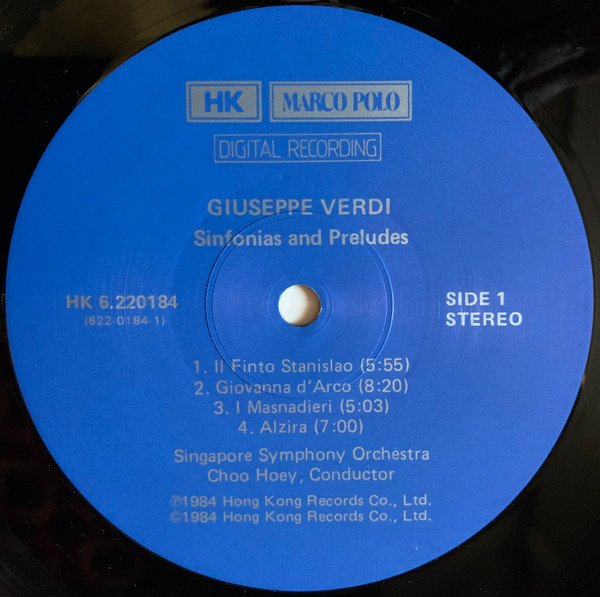 HK MARCO POLO
DIGITAL RECORDING
GIUSEPPE VERDI
Sinfonias and Preludes
HK 6.220184
(622-0184-1)
SIDE 1
STEREO
1. Il Finto Stanislao (5:55)
2. Giovanna d'Arco (8:20)
3. I Masnadieri (5:03)
4. Alzira (7:00)
Singapore Symphony Orchestra
Choo Hoey, Conductor
℗1984 Hong Kong Records Co., Ltd.
©1984 Hong Kong Records Co., Ltd.